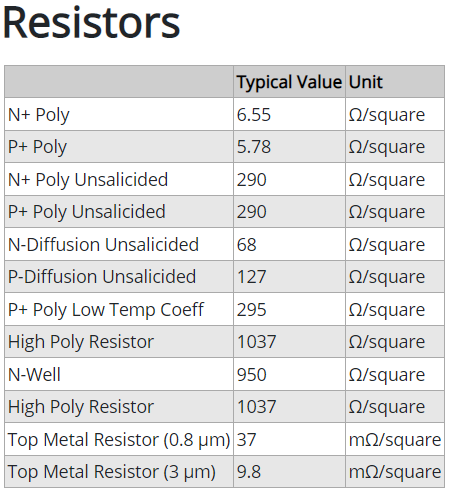 Resistors
Typical Value Unit
N+ Poly 6.55 Ω/square
P+ Poly 5.78 Ω/square
N+ Poly Unsalicided 290 Ω/square
P+ Poly Unsalicided 290 Ω/square
N-Diffusion Unsalicided 68 Ω/square
P-Diffusion Unsalicided 127 Ω/square
P+ Poly Low Temp Coeff 295 Ω/square
High Poly Resistor 1037 Ω/square
N-Well 950 Ω/square
High Poly Resistor 1037 Ω/square
Top Metal Resistor (0.8 μm) 37 mΩ/square
Top Metal Resistor (3 μm) 9.8 mΩ/square